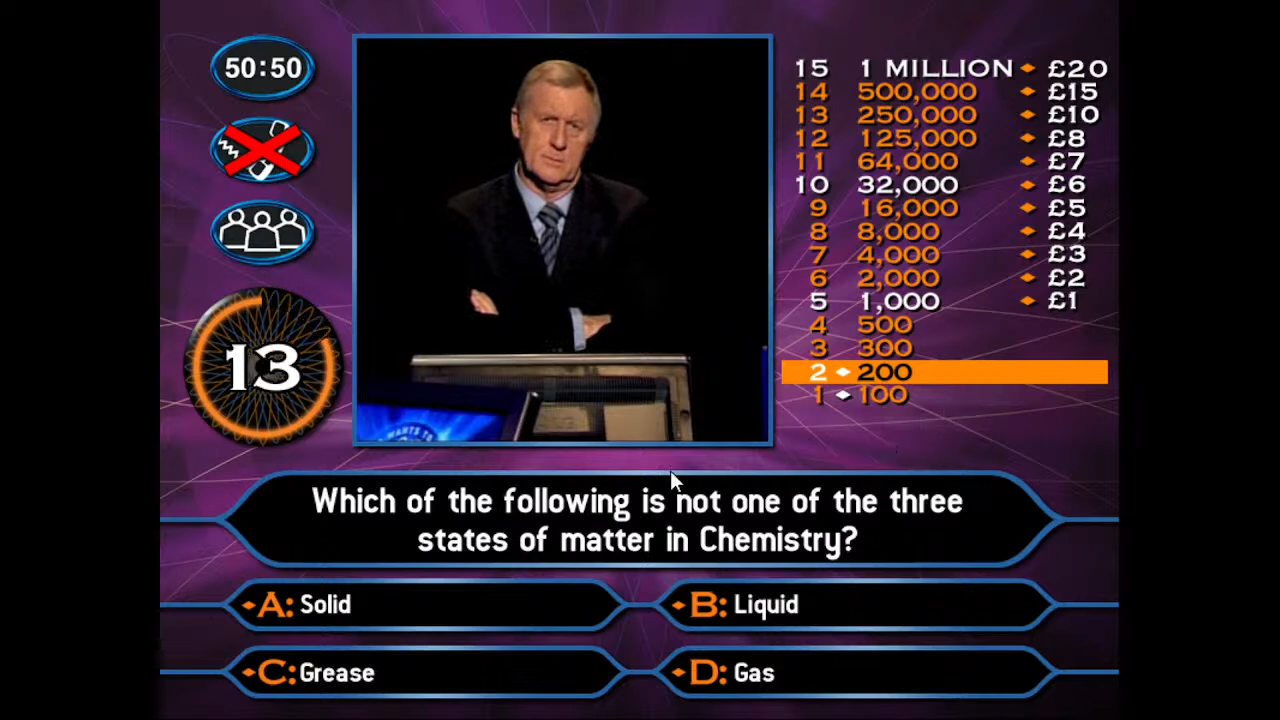 50:50
13
15 1 MILLION £20
14 500,000 £15
13 250,000 £10
12 125,000 £8
11 64,000 £7
10 32,000 £6
9 16,000 £5
8 8,000 £4
7 4,000 £3
6 2,000 £2
5 1,000 £1
4 500
3 300
2 200
1 100
WANTS TO
Which of the following is not one of the three
states of matter in Chemistry?
A: Solid
B: Liquid
C: Grease
D: Gas